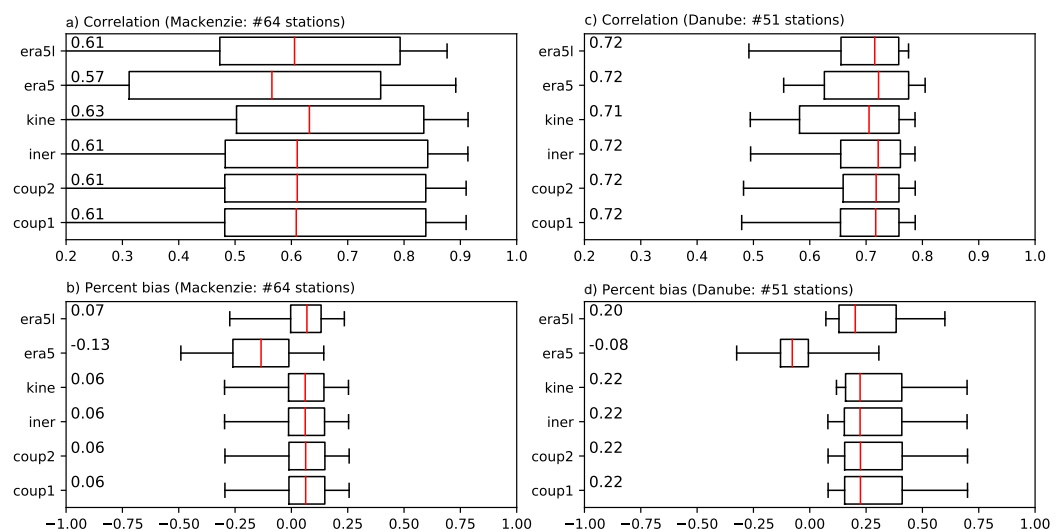 a) Correlation (Mackenzie: #64 stations)
era5l
0.61
era5
0.57
kine
0.63
iner
0.61
coup2
0.61
coup1
0.61
0.2 0.3 0.4 0.5 0.6 0.7 0.8 0.9 1.0
c) Correlation (Danube: #51 stations)
era5l
0.72
era5
0.72
kine
0.71
iner
0.72
coup2
0.72
coup1
0.72
0.2 0.3 0.4 0.5 0.6 0.7 0.8 0.9 1.0
b) Percent bias (Mackenzie: #64 stations)
era5l
0.07
era5
-0.13
kine
0.06
iner
0.06
coup2
0.06
coup1
0.06
−1.00 −0.75 −0.50 −0.25 0.00 0.25 0.50 0.75 1.00
d) Percent bias (Danube: #51 stations)
era5l
0.20
era5
-0.08
kine
0.22
iner
0.22
coup2
0.22
coup1
0.22
−1.00 −0.75 −0.50 −0.25 0.00 0.25 0.50 0.75 1.00